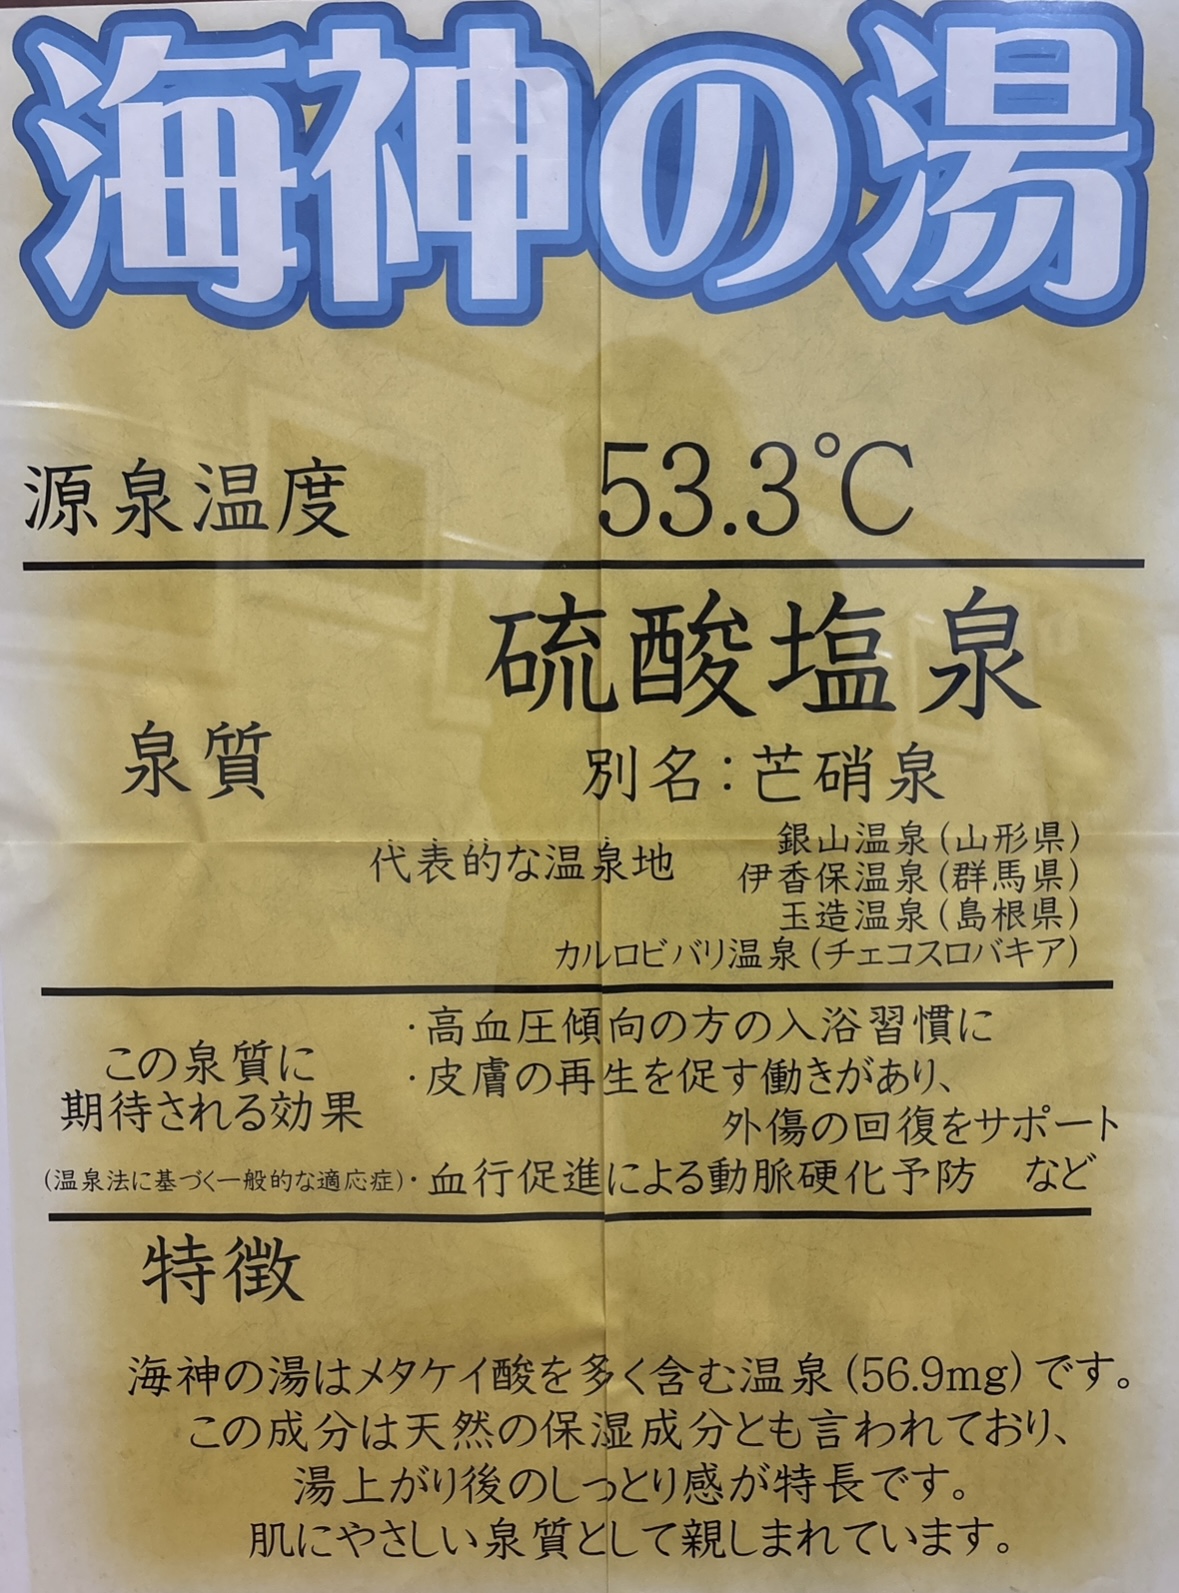 海神の湯
源泉温度 53.3℃
硫酸塩泉
泉質
別名：芒硝泉
代表的な温泉地
銀山温泉(山形県)
伊香保温泉(群馬県)
玉造温泉(島根県)
カルロビバリ温泉(チェコスロバキア)
この泉質に
期待される効果
(温泉法に基づく一般的な適応症)
・高血圧傾向の方の入浴習慣に
・皮膚の再生を促す働きがあり、
外傷の回復をサポート
・血行促進による動脈硬化予防　など
特徴
海神の湯はメタケイ酸を多く含む温泉(56.9mg)です。
この成分は天然の保湿成分とも言われており、
湯上がり後のしっとり感が特長です。
肌にやさしい泉質として親しまれています。